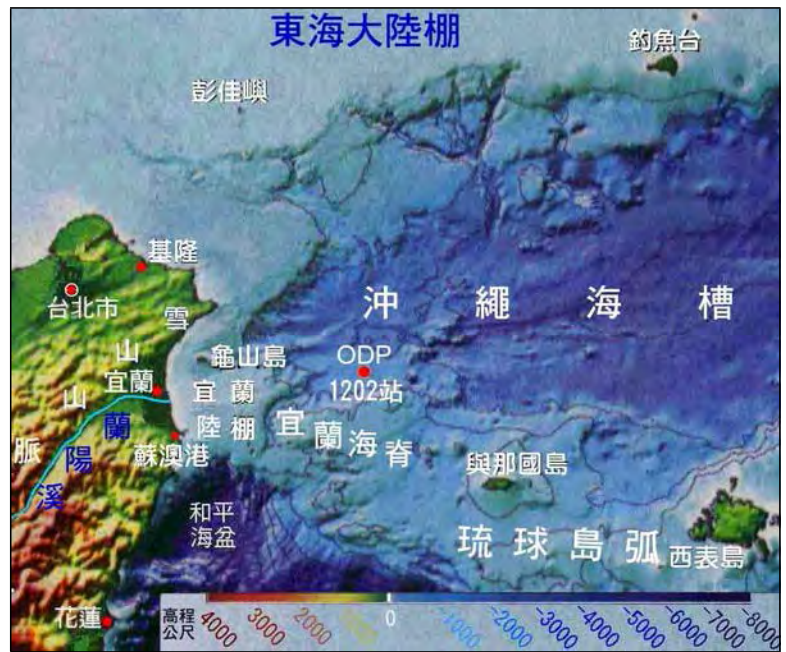 東海大陸棚
釣魚台
彭佳嶼
基隆
台北市
沖繩海槽
雪山山脈
龜山島
ODP
1202站
宜蘭
宜蘭
陸棚
宜蘭海脊
蘭陽溪
蘇澳港
與那國島
和平
海盆
琉球島弧
西表島
花蓮
高程
公尺
4000 3000 2000 0 -1000 -2000 -3000 -4000 -5000 -6000 -7000 -8000